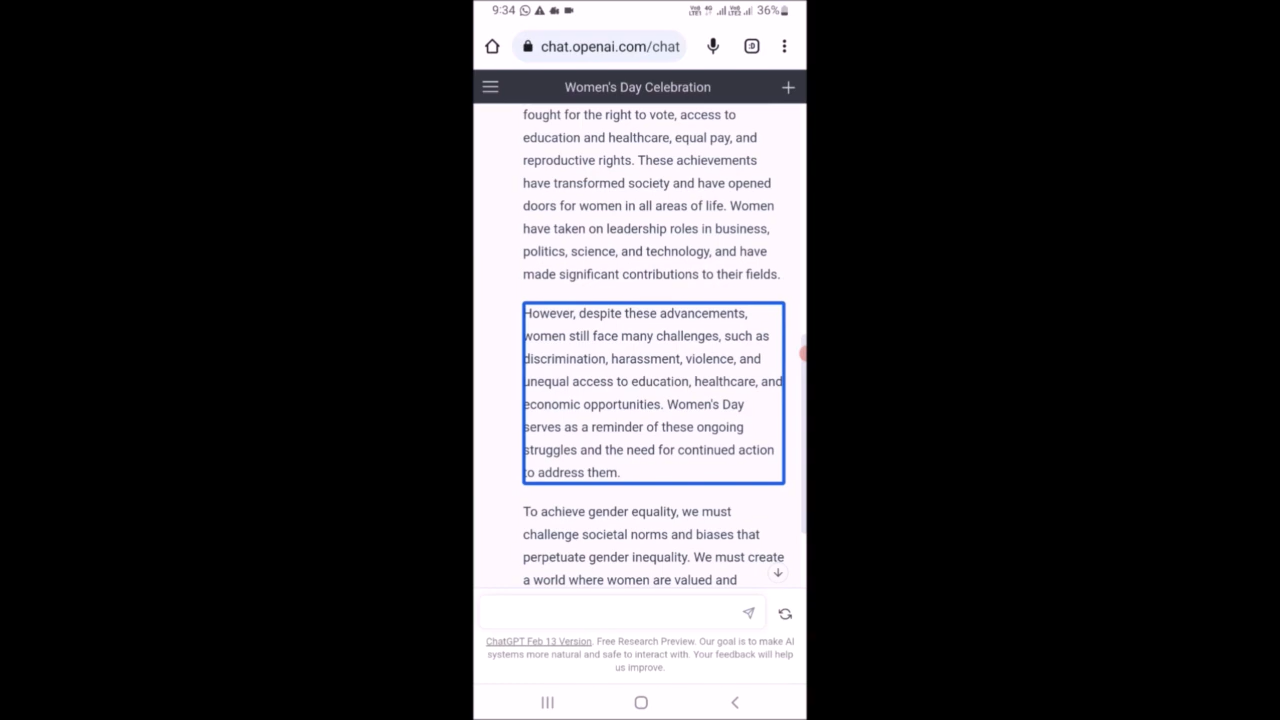 9:34 36%
chat.openai.com/chat
Women's Day Celebration
fought for the right to vote, access to
education and healthcare, equal pay, and
reproductive rights. These achievements
have transformed society and have opened
doors for women in all areas of life. Women
have taken on leadership roles in business,
politics, science, and technology, and have
made significant contributions to their fields.
However, despite these advancements,
women still face many challenges, such as
discrimination, harassment, violence, and
unequal access to education, healthcare, and
economic opportunities. Women's Day
serves as a reminder of these ongoing
struggles and the need for continued action
to address them.
To achieve gender equality, we must
challenge societal norms and biases that
perpetuate gender inequality. We must create
a world where women are valued and
ChatGPT Feb 13 Version. Free Research Preview. Our goal is to make AI
systems more natural and safe to interact with. Your feedback will help
us improve.